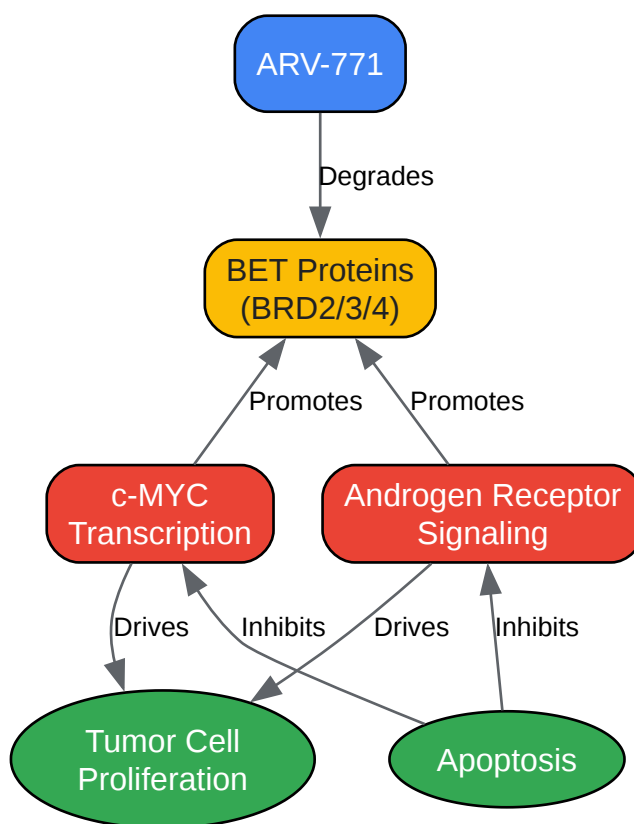 ARV-771
Degrades
BET Proteins
(BRD2/3/4)
Promotes
Promotes
c-MYC
Transcription
Androgen Receptor
Signaling
Drives
Inhibits
Drives
Inhibits
Tumor Cell
Proliferation
Apoptosis